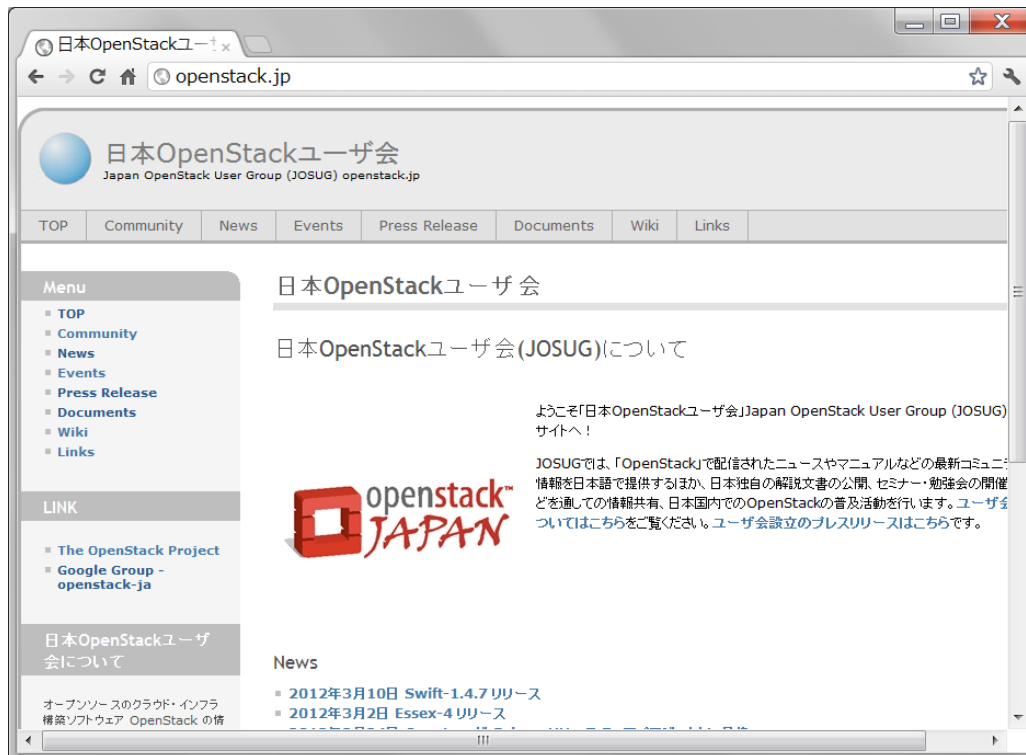 日本OpenStackユー
openstack.jp
日本OpenStackユーザ会
Japan OpenStack User Group (JOSUG) openstack.jp
TOP Community News Events Press Release Documents Wiki Links
Menu
TOP
Community
News
Events
Press Release
Documents
Wiki
Links
LINK
The OpenStack Project
Google Group -
openstack-ja
日本OpenStackユーザ
会について
オープンソースのクラウド・インフラ
構築ソフトウェア OpenStack の情
日本OpenStackユーザ会
日本OpenStackユーザ会(JOSUG)について
openstack™
JAPAN
ようこそ「日本OpenStackユーザ会」Japan OpenStack User Group (JOSUG)
サイトへ！
JOSUGでは、「OpenStack」で配信されたニュースやマニュアルなどの最新コミュニ
情報を日本語で提供するほか、日本独自の解説文書の公開、セミナー・勉強会の開催
どを通しての情報共有、日本国内でのOpenStackの普及活動を行います。ユーザ会
ついてはこちらをご覧ください。ユーザ会設立のプレスリリースはこちらです。
News
2012年3月10日 Swift-1.4.7 リリース
2012年3月2日 Essex-4 リリース